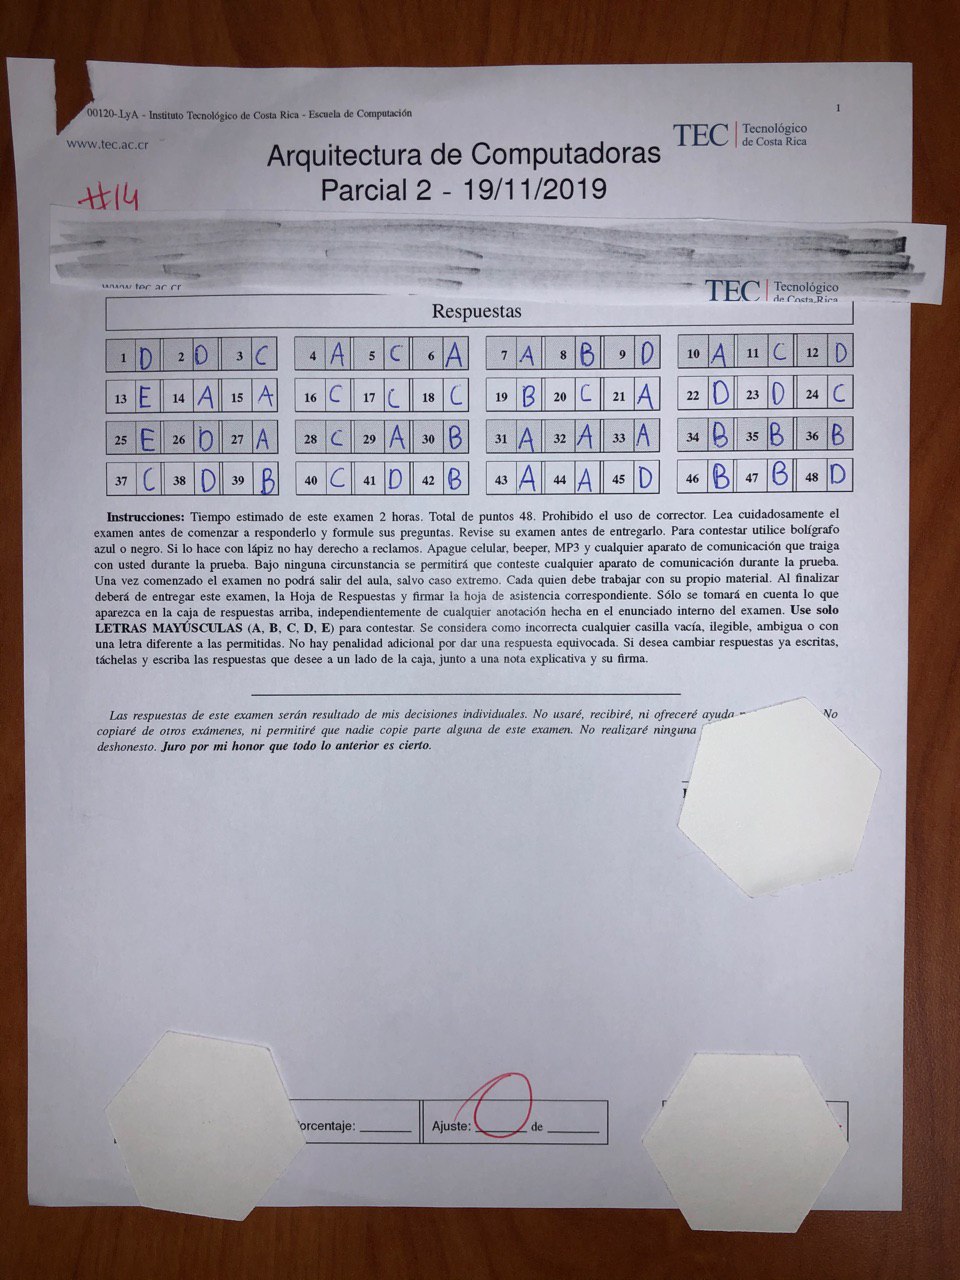 1
00120-.LyA - Instituto Tecnológico de Costa Rica - Escuela de Computación
www.tec.ac.cr
TEC Tecnológico
de Costa Rica
Arquitectura de Computadoras
Parcial 2 - 19/11/2019
#14
www.tec.ac.cr
TEC Tecnológico
de Costa Rica
Respuestas
1 D 2 D 3 C 4 A 5 C 6 A 7 A 8 B 9 D 10 A 11 C 12 D
13 E 14 A 15 A 16 C 17 C 18 C 19 B 20 C 21 A 22 D 23 D 24 C
25 E 26 D 27 A 28 C 29 A 30 B 31 A 32 A 33 A 34 B 35 B 36 B
37 C 38 D 39 B 40 C 41 D 42 B 43 A 44 A 45 D 46 B 47 B 48 D
Instrucciones: Tiempo estimado de este examen 2 horas. Total de puntos 48. Prohibido el uso de corrector. Lea cuidadosamente el
examen antes de comenzar a responderlo y formule sus preguntas. Revise su examen antes de entregarlo. Para contestar utilice bolígrafo
azul o negro. Si lo hace con lápiz no hay derecho a reclamos. Apague celular, beeper, MP3 y cualquier aparato de comunicación que traiga
con usted durante la prueba. Bajo ninguna circunstancia se permitirá que conteste cualquier aparato de comunicación durante la prueba.
Una vez comenzado el examen no podrá salir del aula, salvo caso extremo. Cada quien debe trabajar con su propio material. Al finalizar
deberá de entregar este examen, la Hoja de Respuestas y firmar la hoja de asistencia correspondiente. Sólo se tomará en cuenta lo que
aparezca en la caja de respuestas arriba, independientemente de cualquier anotación hecha en el enunciado interno del examen. Use solo
LETRAS MAYÚSCULAS (A, B, C, D, E) para contestar. Se considera como incorrecta cualquier casilla vacía, ilegible, ambigua o con
una letra diferente a las permitidas. No hay penalidad adicional por dar una respuesta equivocada. Si desea cambiar respuestas ya escritas,
táchelas y escriba las respuestas que desee a un lado de la caja, junto a una nota explicativa y su firma.
Las respuestas de este examen serán resultado de mis decisiones individuales. No usaré, recibiré, ni ofreceré ayuda No
copiaré de otros exámenes, ni permitiré que nadie copie parte alguna de este examen. No realizaré ninguna
deshonesto. Juro por mi honor que todo lo anterior es cierto.
orcentaje: Ajuste: de